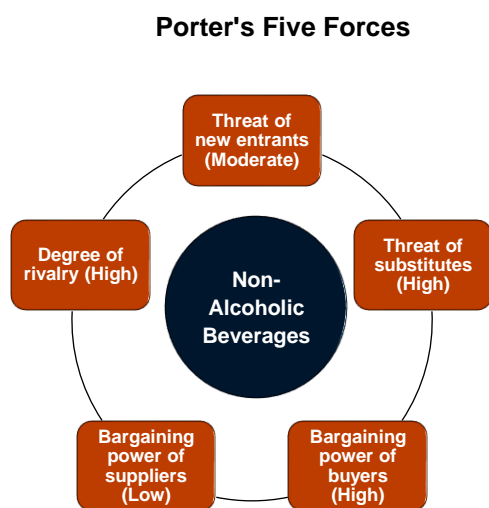 Porter's Five Forces
Threat of
new entrants
(Moderate)
Degree of
rivalry (High)
Threat of
substitutes
(High)
Non-
Alcoholic
Beverages
Bargaining
power of
suppliers
(Low)
Bargaining
power of
buyers
(High)